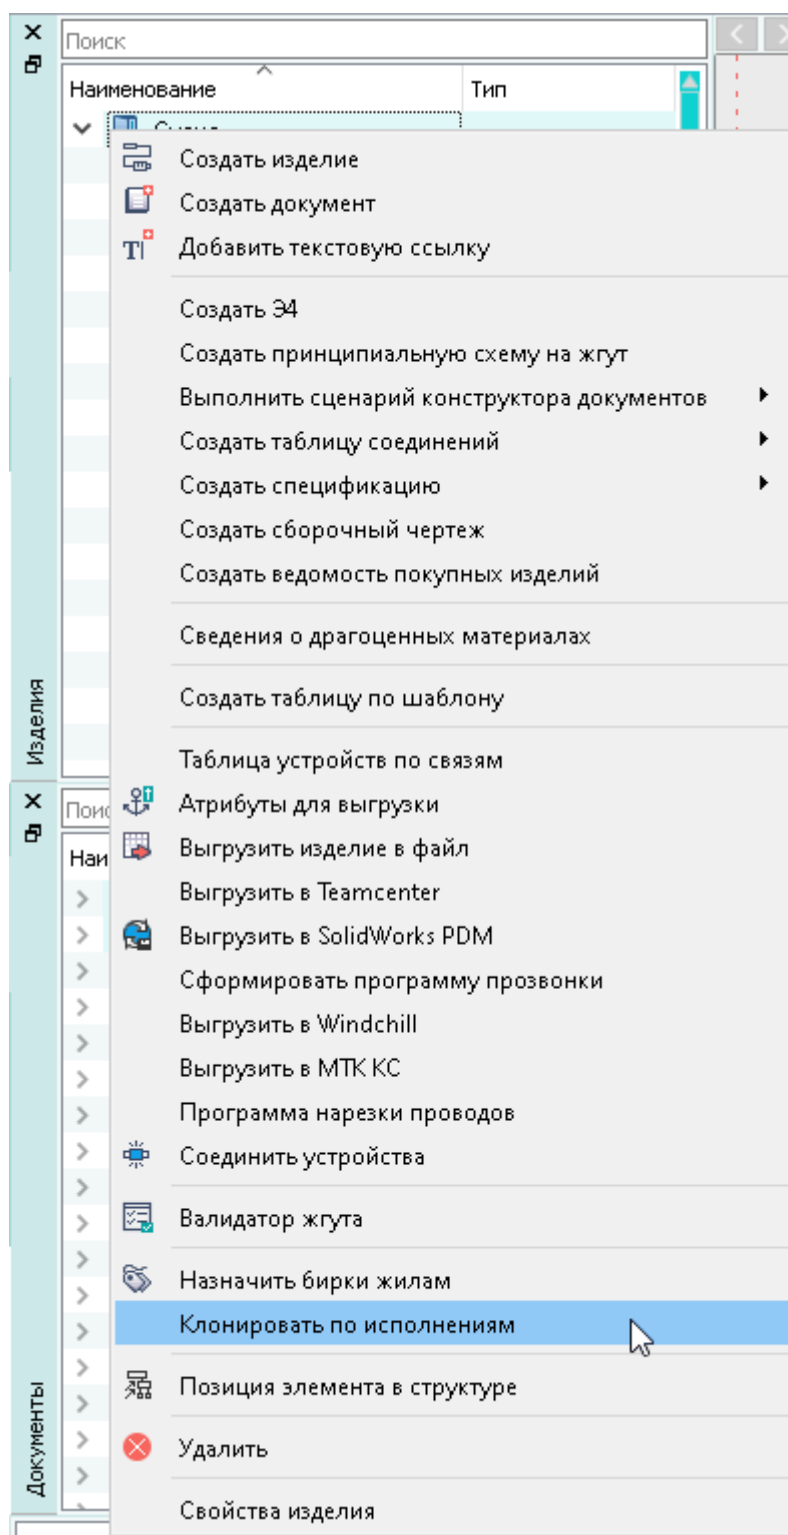 Поиск
Наименование Тип
Создать изделие
Создать документ
Добавить текстовую ссылку
Создать Э4
Создать принципиальную схему на жгут
Выполнить сценарий конструктора документов
Создать таблицу соединений
Создать спецификацию
Создать сборочный чертеж
Создать ведомость покупных изделий
Сведения о драгоценных материалах
Создать таблицу по шаблону
Таблица устройств по связям
Атрибуты для выгрузки
Выгрузить изделие в файл
Выгрузить в Teamcenter
Выгрузить в SolidWorks PDM
Сформировать программу прозвонки
Выгрузить в Windchill
Выгрузить в МТК КС
Программа нарезки проводов
Соединить устройства
Валидатор жгута
Назначить бирки жилам
Клонировать по исполнениям
Позиция элемента в структуре
Удалить
Свойства изделия
Изделия
Поис
Наи
Документы